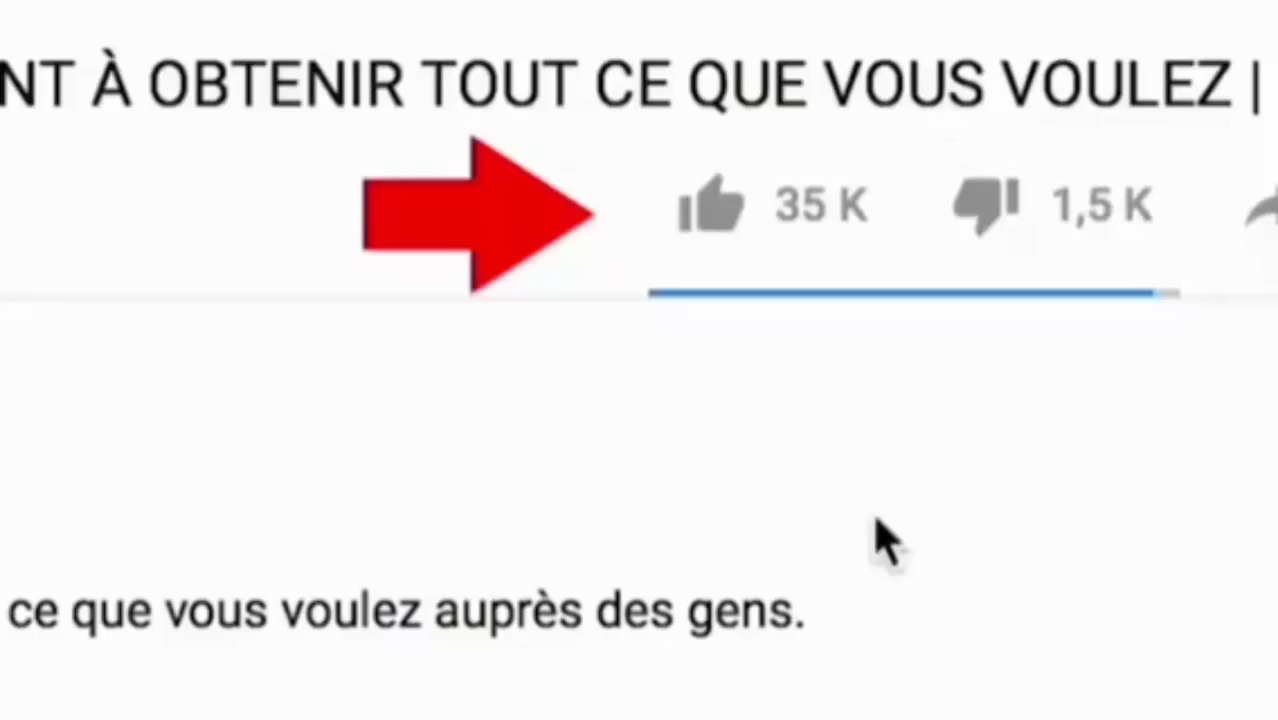 NT À OBTENIR TOUT CE QUE VOUS VOULEZ |
35 K 1,5 K
ce que vous voulez auprès des gens.